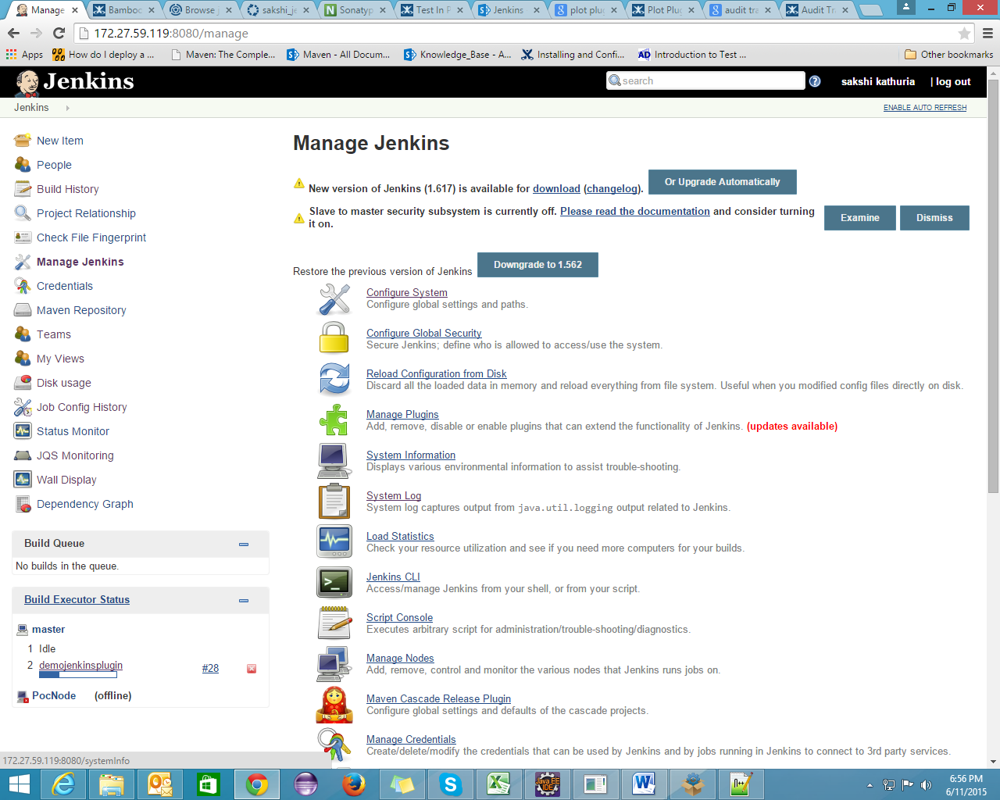 Manage
Bamboo
Browse J
sakshi_je
Sonatyp
Test In P
Jenkins
plot plug
Plot Plug
audit tra
Audit Tra
172.27.59.119:8080/manage
Apps
How do I deploy a ...
Maven: The Comple...
Maven - All Docum...
Knowledge_Base - A...
Installing and Confi...
Introduction to Test ...
Other bookmarks
Jenkins
search
sakshi kathuria
| log out
Jenkins
ENABLE AUTO REFRESH
New Item
People
Build History
Project Relationship
Check File Fingerprint
Manage Jenkins
Credentials
Maven Repository
Teams
My Views
Disk usage
Job Config History
Status Monitor
JQS Monitoring
Wall Display
Dependency Graph
Build Queue
No builds in the queue.
Build Executor Status
master
1 Idle
2 demojenkinsplugin #28
PocNode (offline)
Manage Jenkins
New version of Jenkins (1.617) is available for download (changelog). Or Upgrade Automatically
Slave to master security subsystem is currently off. Please read the documentation and consider turning
it on.
Examine
Dismiss
Restore the previous version of Jenkins Downgrade to 1.562
Configure System
Configure global settings and paths.
Configure Global Security
Secure Jenkins; define who is allowed to access/use the system.
Reload Configuration from Disk
Discard all the loaded data in memory and reload everything from file system. Useful when you modified config files directly on disk.
Manage Plugins
Add, remove, disable or enable plugins that can extend the functionality of Jenkins. (updates available)
System Information
Displays various environmental information to assist trouble-shooting.
System Log
System log captures output from java.util.logging output related to Jenkins.
Load Statistics
Check your resource utilization and see if you need more computers for your builds.
Jenkins CLI
Access/manage Jenkins from your shell, or from your script.
Script Console
Executes arbitrary script for administration/trouble-shooting/diagnostics.
Manage Nodes
Add, remove, control and monitor the various nodes that Jenkins runs jobs on.
Maven Cascade Release Plugin
Configure global settings and defaults of the cascade projects.
Manage Credentials
Create/delete/modify the credentials that can be used by Jenkins and by jobs running in Jenkins to connect to 3rd party services.
172.27.59.119:8080/systemInfo
Java EE
IDE
6:56 PM
6/11/2015